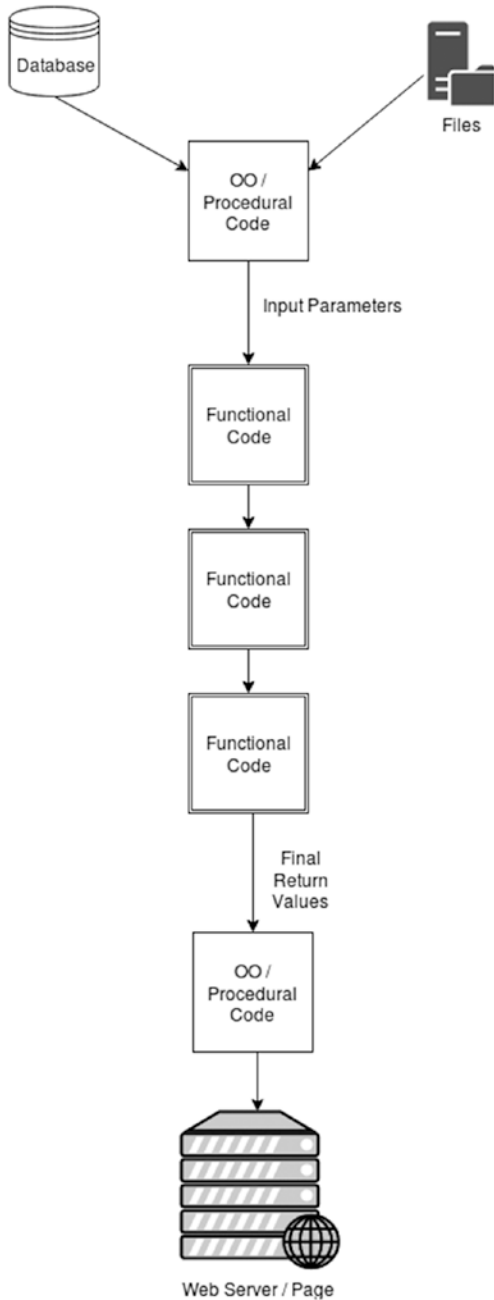 Database
Files
OO /
Procedural
Code
Input Parameters
Functional
Code
Functional
Code
Functional
Code
Final
Return
Values
OO /
Procedural
Code
Web Server / Page